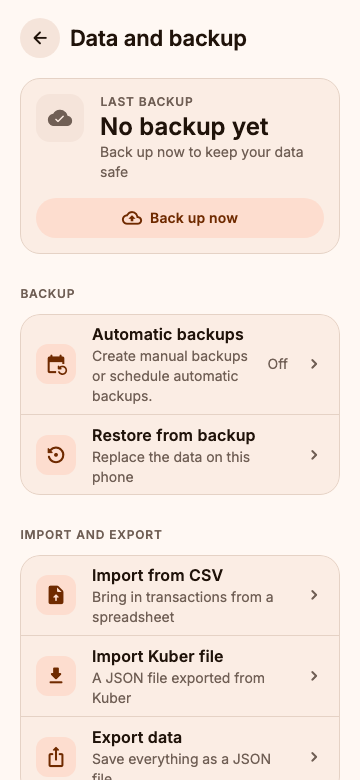 Data and backup
LAST BACKUP
No backup yet
Back up now to keep your data
safe
Back up now
BACKUP
Automatic backups
Create manual backups
or schedule automatic
backups.
Off
Restore from backup
Replace the data on this
phone
IMPORT AND EXPORT
Import from CSV
Bring in transactions from a
spreadsheet
Import Kuber file
A JSON file exported from
Kuber
Export data
Save everything as a JSON
file